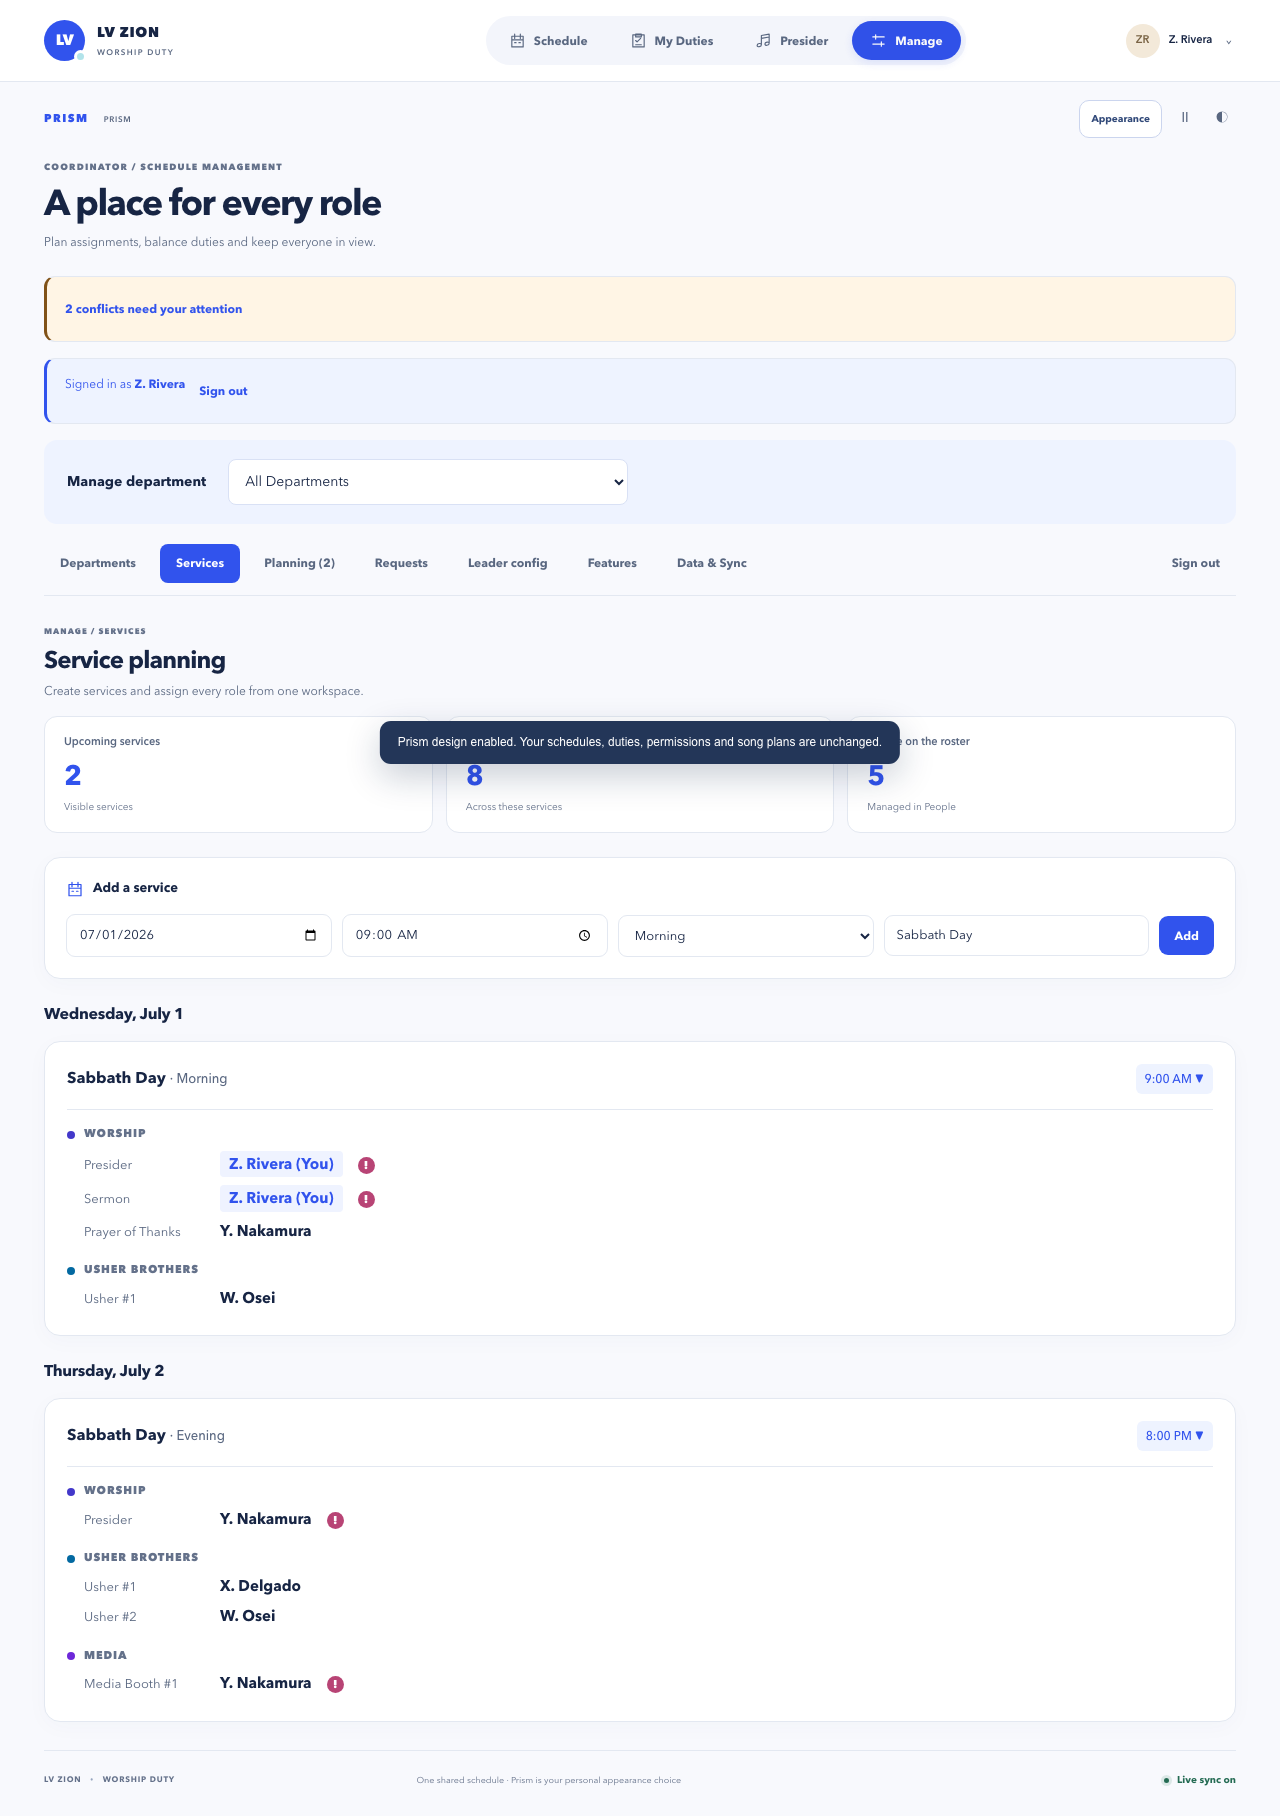 LV
LV ZION
WORSHIP DUTY
Schedule
My Duties
Presider
Manage
ZR
Z. Rivera
PRISM PRISM
Appearance
COORDINATOR / SCHEDULE MANAGEMENT
A place for every role
Plan assignments, balance duties and keep everyone in view.
2 conflicts need your attention
Signed in as Z. Rivera Sign out
Manage department
All Departments
Departments
Services
Planning (2)
Requests
Leader config
Features
Data & Sync
Sign out
MANAGE / SERVICES
Service planning
Create services and assign every role from one workspace.
Upcoming services
2
Visible services
Prism design enabled. Your schedules, duties, permissions and song plans are unchanged.
8
Across these services
on the roster
5
Managed in People
Add a service
07/01/2026
09:00 AM
Morning
Sabbath Day
Add
Wednesday, July 1
Sabbath Day · Morning
9:00 AM ▼
WORSHIP
Presider Z. Rivera (You) !
Sermon Z. Rivera (You) !
Prayer of Thanks Y. Nakamura
USHER BROTHERS
Usher #1 W. Osei
Thursday, July 2
Sabbath Day · Evening
8:00 PM ▼
WORSHIP
Presider Y. Nakamura !
USHER BROTHERS
Usher #1 X. Delgado
Usher #2 W. Osei
MEDIA
Media Booth #1 Y. Nakamura !
LV ZION · WORSHIP DUTY
One shared schedule · Prism is your personal appearance choice
Live sync on